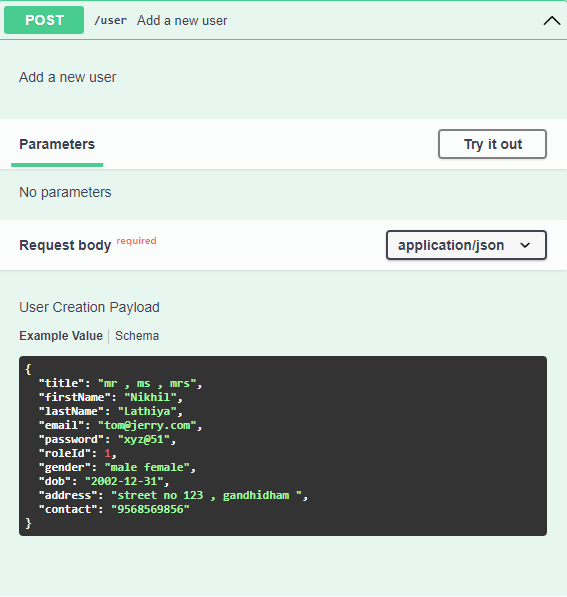 POST /user Add a new user
Add a new user
Parameters Try it out
No parameters
Request body required application/json
User Creation Payload
Example Value Schema
{
  "title": "mr , ms , mrs",
  "firstName": "Nikhil",
  "lastName": "Lathiya",
  "email": "tom@jerry.com",
  "password": "xyz@51",
  "roleId": 1,
  "gender": "male female",
  "dob": "2002-12-31",
  "address": "street no 123 , gandhidham ",
  "contact": "9568569856"
}